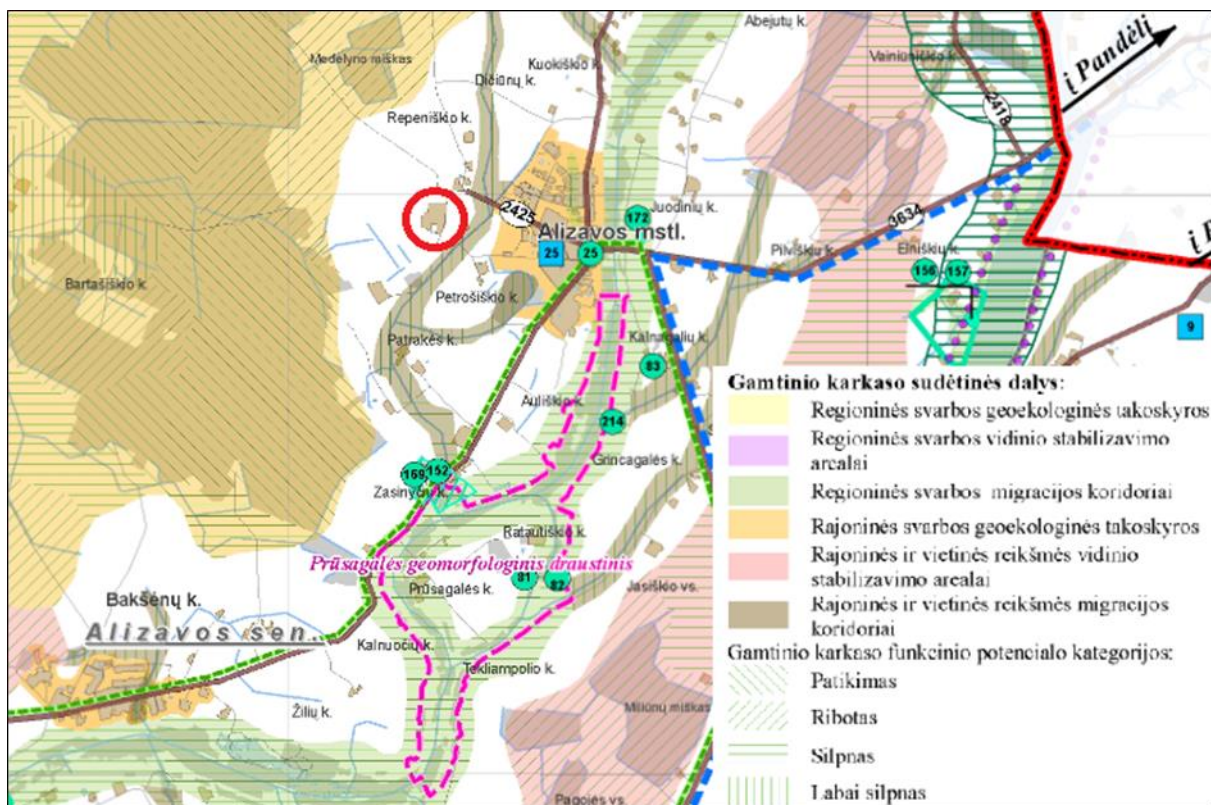 Abejutų k.
Kuokiškio k.
Medelyno miškas
Dičiūnų k.
Vainiūniškio k.
į Pandėlį
Repeniškio k.
2418
2425
172
Juodinių k.
3634
Alizavos mstl.
25
25
Pilviškių k.
Elniškių k.
156
157
į P
Bartašiškio k.
Petrošiškio k.
Patrakės k.
Kalnagalių k.
83
9
Auliškio k.
214
Grincagalės k.
169
152
Zasinyčių k.
Ratautiškio k.
Prūsagalės geomorfologinis draustinis
81
82
Prūsagalės k.
Jasiškio vs.
Bakšėnų k.
Alizavos sen.
Kalnuočių k.
Tekliampolio k.
Žilių k.
Miliūnų miškas
Pagojės vs.
Gamtinio karkaso sudėtinės dalys:
Regioninės svarbos geoekologinės takoskyros
Regioninės svarbos vidinio stabilizavimo
arealai
Regioninės svarbos migracijos koridoriai
Rajoninės svarbos geoekologinės takoskyros
Rajoninės ir vietinės reikšmės vidinio
stabilizavimo arealai
Rajoninės ir vietinės reikšmės migracijos
koridoriai
Gamtinio karkaso funkcinio potencialo kategorijos:
Patikimas
Ribotas
Silpnas
Labai silpnas